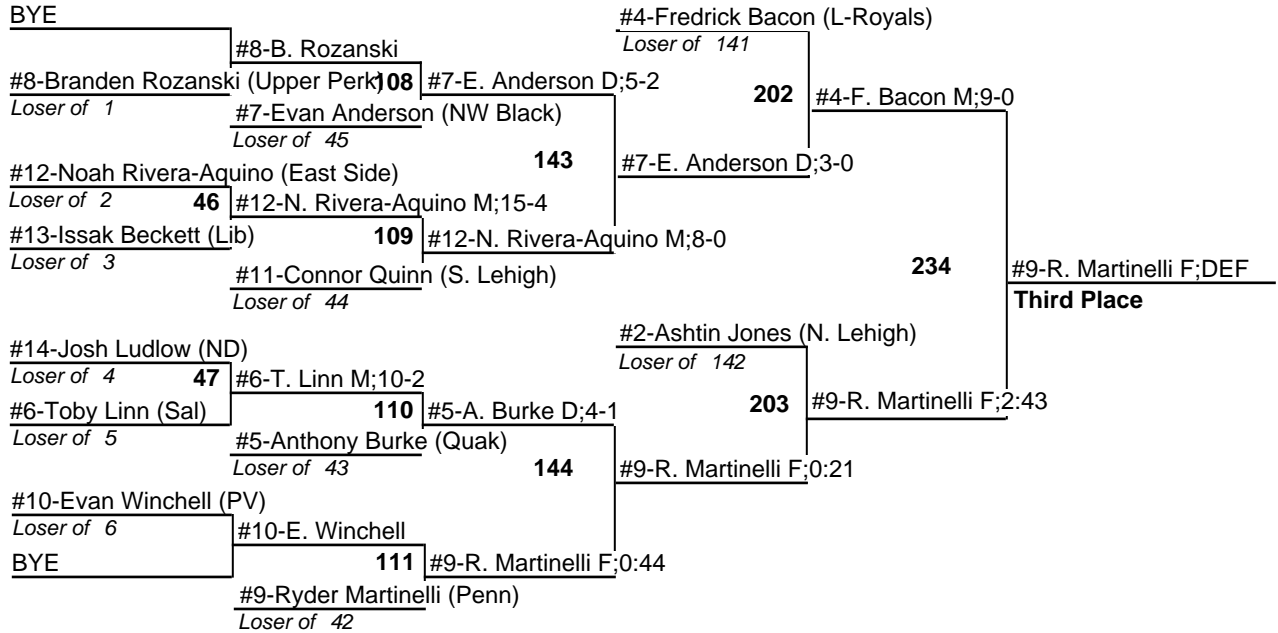 BYE
#4-Fredrick Bacon (L-Royals)
Loser of 141
#8-B. Rozanski
#8-Branden Rozanski (Upper Perk)
108
#7-E. Anderson D;5-2
Loser of 1
202
#4-F. Bacon M;9-0
#7-Evan Anderson (NW Black)
Loser of 45
143
#7-E. Anderson D;3-0
#12-Noah Rivera-Aquino (East Side)
Loser of 2
46
#12-N. Rivera-Aquino M;15-4
#13-Issak Beckett (Lib)
109
#12-N. Rivera-Aquino M;8-0
Loser of 3
#11-Connor Quinn (S. Lehigh)
Loser of 44
234
#9-R. Martinelli F;DEF
Third Place
#2-Ashtin Jones (N. Lehigh)
Loser of 142
#14-Josh Ludlow (ND)
Loser of 4
47
#6-T. Linn M;10-2
#6-Toby Linn (Sal)
110
#5-A. Burke D;4-1
203
#9-R. Martinelli F;2:43
Loser of 5
#5-Anthony Burke (Quak)
Loser of 43
144
#9-R. Martinelli F;0:21
#10-Evan Winchell (PV)
Loser of 6
#10-E. Winchell
BYE
111
#9-R. Martinelli F;0:44
#9-Ryder Martinelli (Penn)
Loser of 42